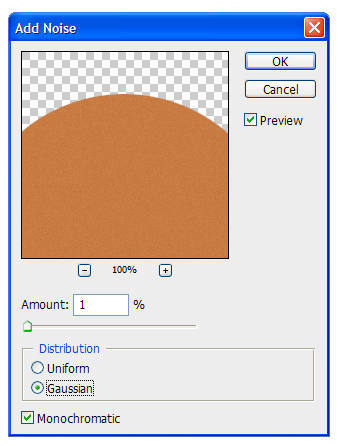 Add Noise
OK
Cancel
Preview
100%
Amount: 1 %
Distribution
Uniform
Gaussian
Monochromatic